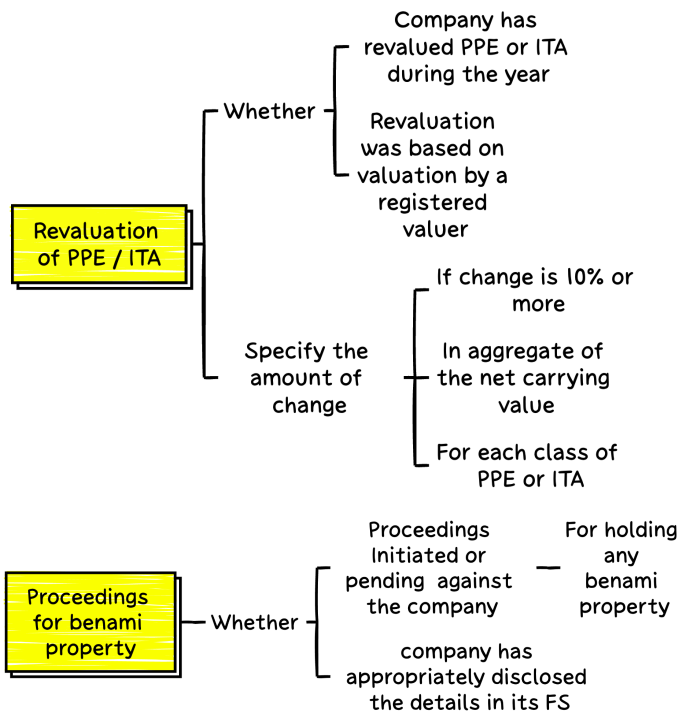 Company has
revalued PPE or ITA
during the year
Whether
Revaluation
was based on
valuation by a
registered
valuer
Revaluation
of PPE / ITA
If change is 10% or
more
Specify the
amount of
change
In aggregate of
the net carrying
value
For each class of
PPE or ITA
Proceedings
for benami
property
Whether
Proceedings
Initiated or
pending against
the company
For holding
any
benami
property
company has
appropriately disclosed
the details in its FS